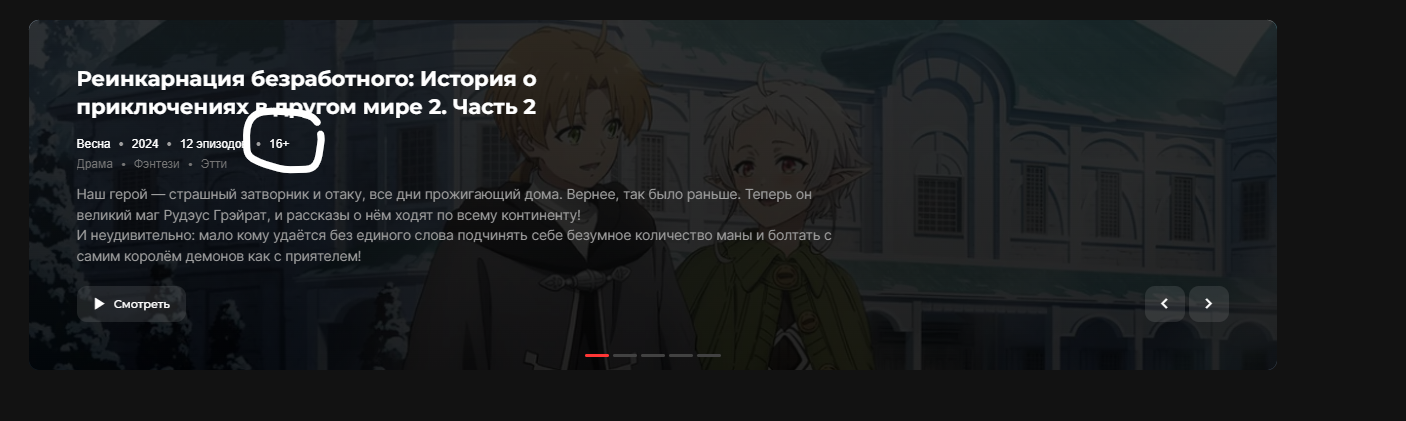 Реинкарнация безработного: История о
приключениях в другом мире 2. Часть 2
Весна • 2024 • 12 эпизодов • 16+
Драма • Фэнтези • Этти
Наш герой — страшный затворник и отаку, все дни прожигающий дома. Вернее, так было раньше. Теперь он
великий маг Рудэус Грэйрат, и рассказы о нём ходят по всему континенту!
И неудивительно: мало кому удаётся без единого слова подчинять себе безумное количество маны и болтать с
самим королём демонов как с приятелем!
Смотреть